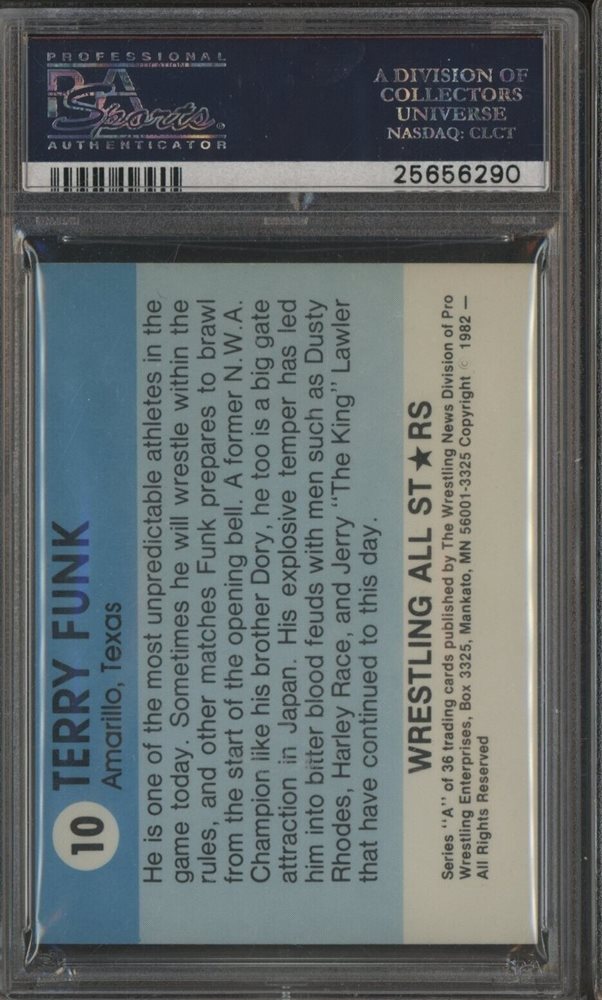 PROFESSIONAL
PSA
Sports
AUTHENTICATOR
A DIVISION OF
COLLECTORS
UNIVERSE
NASDAQ: CLCT
25656290
10 TERRY FUNK
Amarillo, Texas
He is one of the most unpredictable athletes in the
game today. Sometimes he will wrestle within the
rules, and other matches Funk prepares to brawl
from the start of the opening bell. A former N.W.A.
Champion like his brother Dory, he too is a big gate
attraction in Japan. His explosive temper has led
him into bitter blood feuds with men such as Dusty
Rhodes, Harley Race, and Jerry "The King" Lawler
that have continued to this day.
WRESTLING ALL ST★RS
Series "A" of 36 trading cards published by The Wrestling News Division of Pro
Wrestling Enterprises, Box 3325, Mankato, MN 56001-3325 Copyright © 1982 —
All Rights Reserved